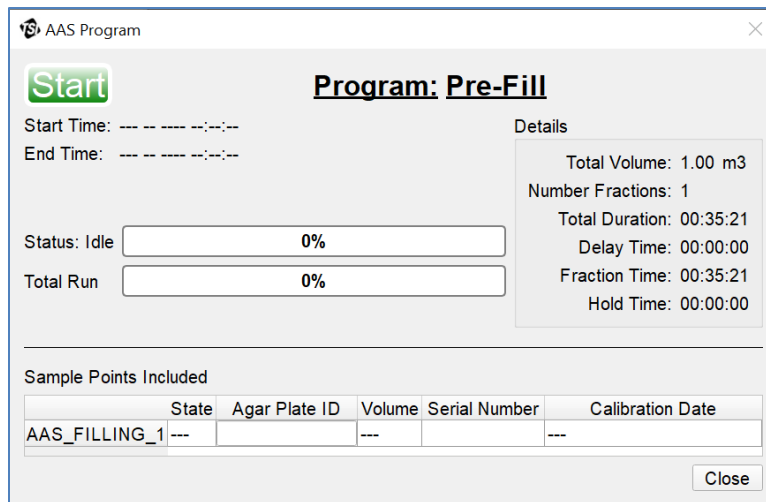 TSI AAS Program
Start
Program: Pre-Fill
Start Time: --- -- ---- --:--:--
End Time: --- -- ---- --:--:--
Details
Total Volume: 1.00 m3
Number Fractions: 1
Total Duration: 00:35:21
Delay Time: 00:00:00
Fraction Time: 00:35:21
Hold Time: 00:00:00
Status: Idle 0%
Total Run 0%
Sample Points Included
State Agar Plate ID Volume Serial Number Calibration Date
AAS_FILLING_1 --- --- ---
Close